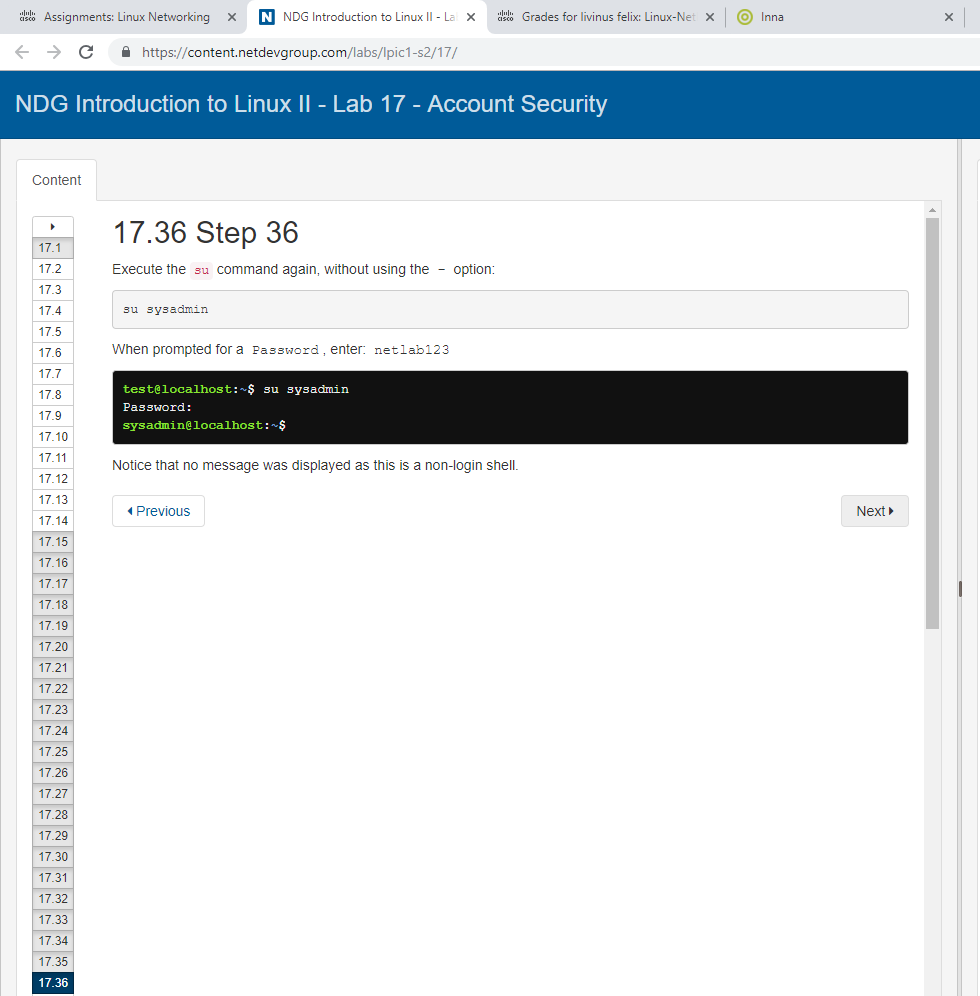 Assignments: Linux Networking
NDG Introduction to Linux II - La
Grades for livinus felix: Linux-Net
Inna
https://content.netdevgroup.com/labs/lpic1-s2/17/
NDG Introduction to Linux II - Lab 17 - Account Security
Content
17.1
17.2
17.3
17.4
17.5
17.6
17.7
17.8
17.9
17.10
17.11
17.12
17.13
17.14
17.15
17.16
17.17
17.18
17.19
17.20
17.21
17.22
17.23
17.24
17.25
17.26
17.27
17.28
17.29
17.30
17.31
17.32
17.33
17.34
17.35
17.36
17.36 Step 36
Execute the su command again, without using the - option:
su sysadmin
When prompted for a Password, enter: netlab123
test@localhost:~$ su sysadmin
Password:
sysadmin@localhost:~$
Notice that no message was displayed as this is a non-login shell.
Previous
Next